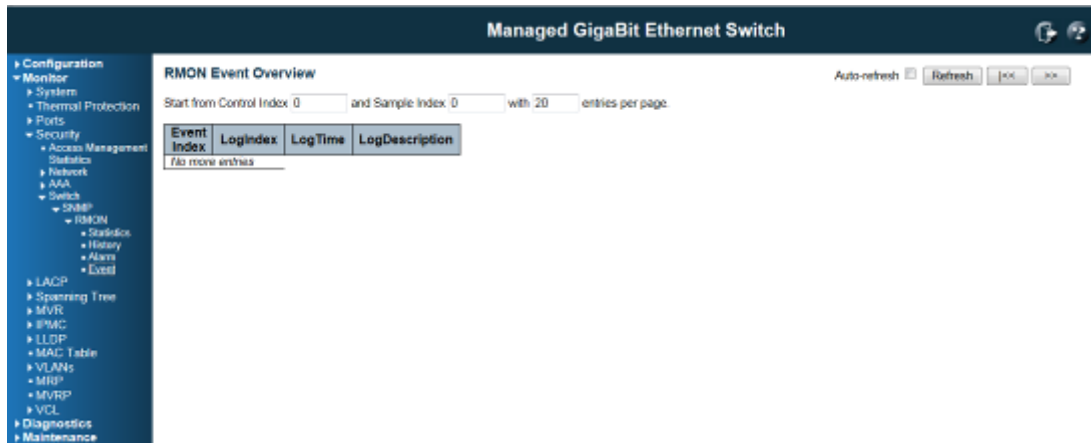 Managed GigaBit Ethernet Switch
Configuration
Monitor
System
Thermal Protection
Ports
Security
Access Management
Statistics
Network
AAA
Switch
SNMP
RMON
Statistics
History
Alarm
Event
LACP
Spanning Tree
MVR
IPMC
LLDP
MAC Table
VLANs
MRP
MVRP
VCL
Diagnostics
Maintenance
RMON Event Overview
Auto-refresh Refresh |<< >>
Start from Control Index 0 and Sample Index 0 with 20 entries per page.
Event Index LogIndex LogTime LogDescription
No more entries